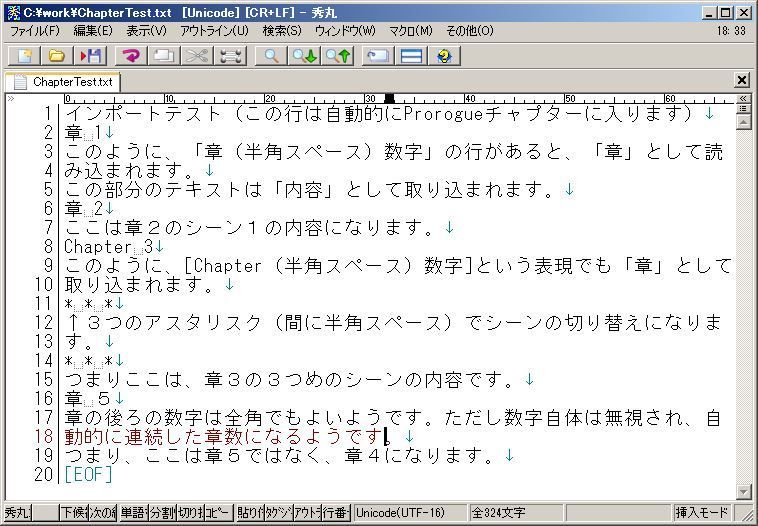 C:¥work¥ChapterTest.txt [Unicode] [CR+LF] - 秀丸
ファイル(F) 編集(E) 表示(V) アウトライン(U) 検索(S) ウィンドウ(W) マクロ(M) その他(O) 18:33
ChapterTest.txt
0 10 20 30 40 50 60
1 インポートテスト（この行は自動的にProrogueチャプターに入ります）↓
2 章 1↓
3 このように、「章（半角スペース）数字」の行があると、「章」として読
4 み込まれます。↓
5 この部分のテキストは「内容」として取り込まれます。↓
6 章 2↓
7 ここは章２のシーン１の内容になります。↓
8 Chapter 3↓
9 このように、[Chapter（半角スペース）数字]という表現でも「章」として
10 取り込まれます。↓
11 * * *↓
12 ↑３つのアスタリスク（間に半角スペース）でシーンの切り替えになりま
13 す。↓
14 * * *↓
15 つまりここは、章３の３つめのシーンの内容です。↓
16 章 ５↓
17 章の後ろの数字は全角でもよいようです。ただし数字自体は無視され、自
18 動的に連続した章数になるようです。↓
19 つまり、ここは章５ではなく、章４になります。↓
20 [EOF]
秀丸 下候 次の 単語 分割 切り コピー 貼り付 タグジ アウト 行番 Unicode(UTF-16) 全324文字 挿入モード